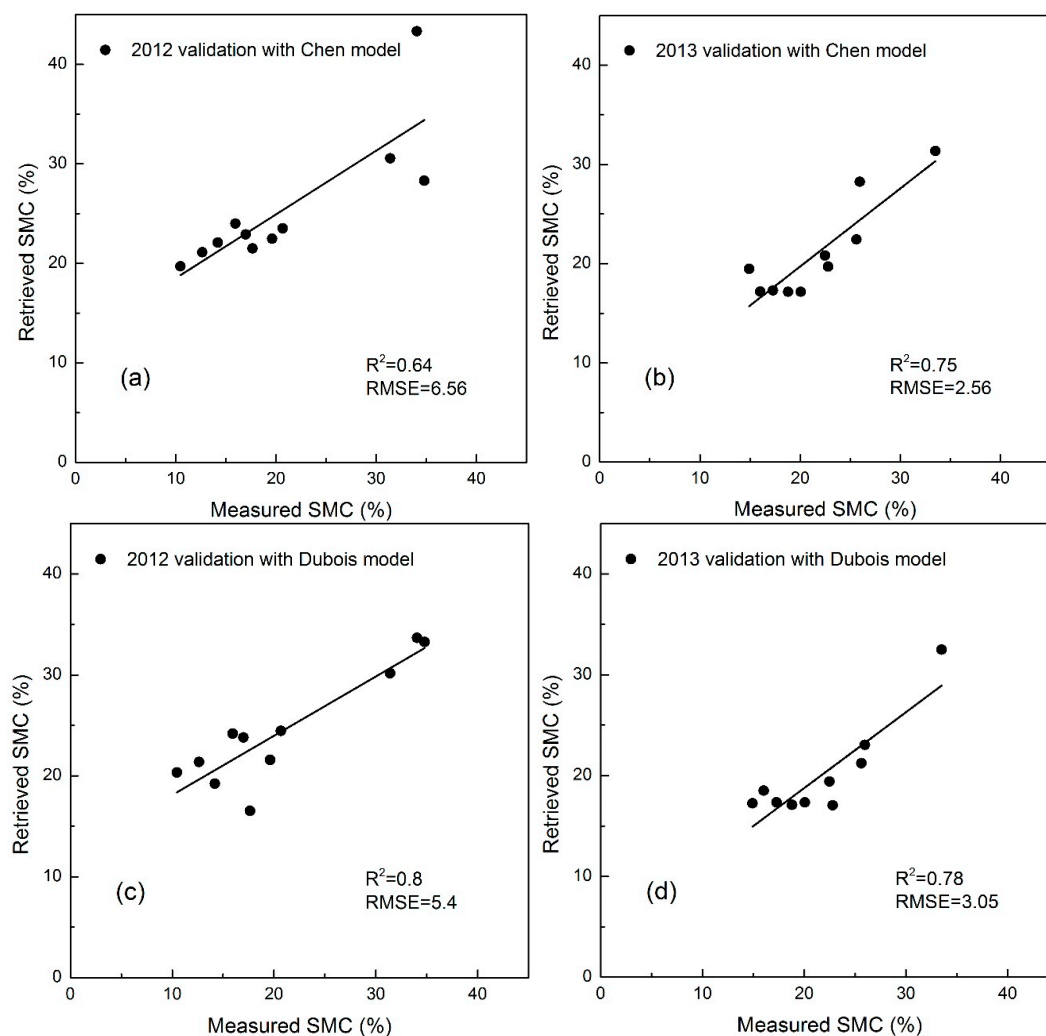 2012 validation with Chen model
40
30
20
10
0
Retrieved SMC (%)
(a)
R²=0.64
RMSE=6.56
0 10 20 30 40
Measured SMC (%)
2013 validation with Chen model
40
30
20
10
0
Retrieved SMC (%)
(b)
R²=0.75
RMSE=2.56
0 10 20 30 40
Measured SMC (%)
2012 validation with Dubois model
40
30
20
10
0
Retrieved SMC (%)
(c)
R²=0.8
RMSE=5.4
0 10 20 30 40
Measured SMC (%)
2013 validation with Dubois model
40
30
20
10
0
Retrieved SMC (%)
(d)
R²=0.78
RMSE=3.05
0 10 20 30 40
Measured SMC (%)